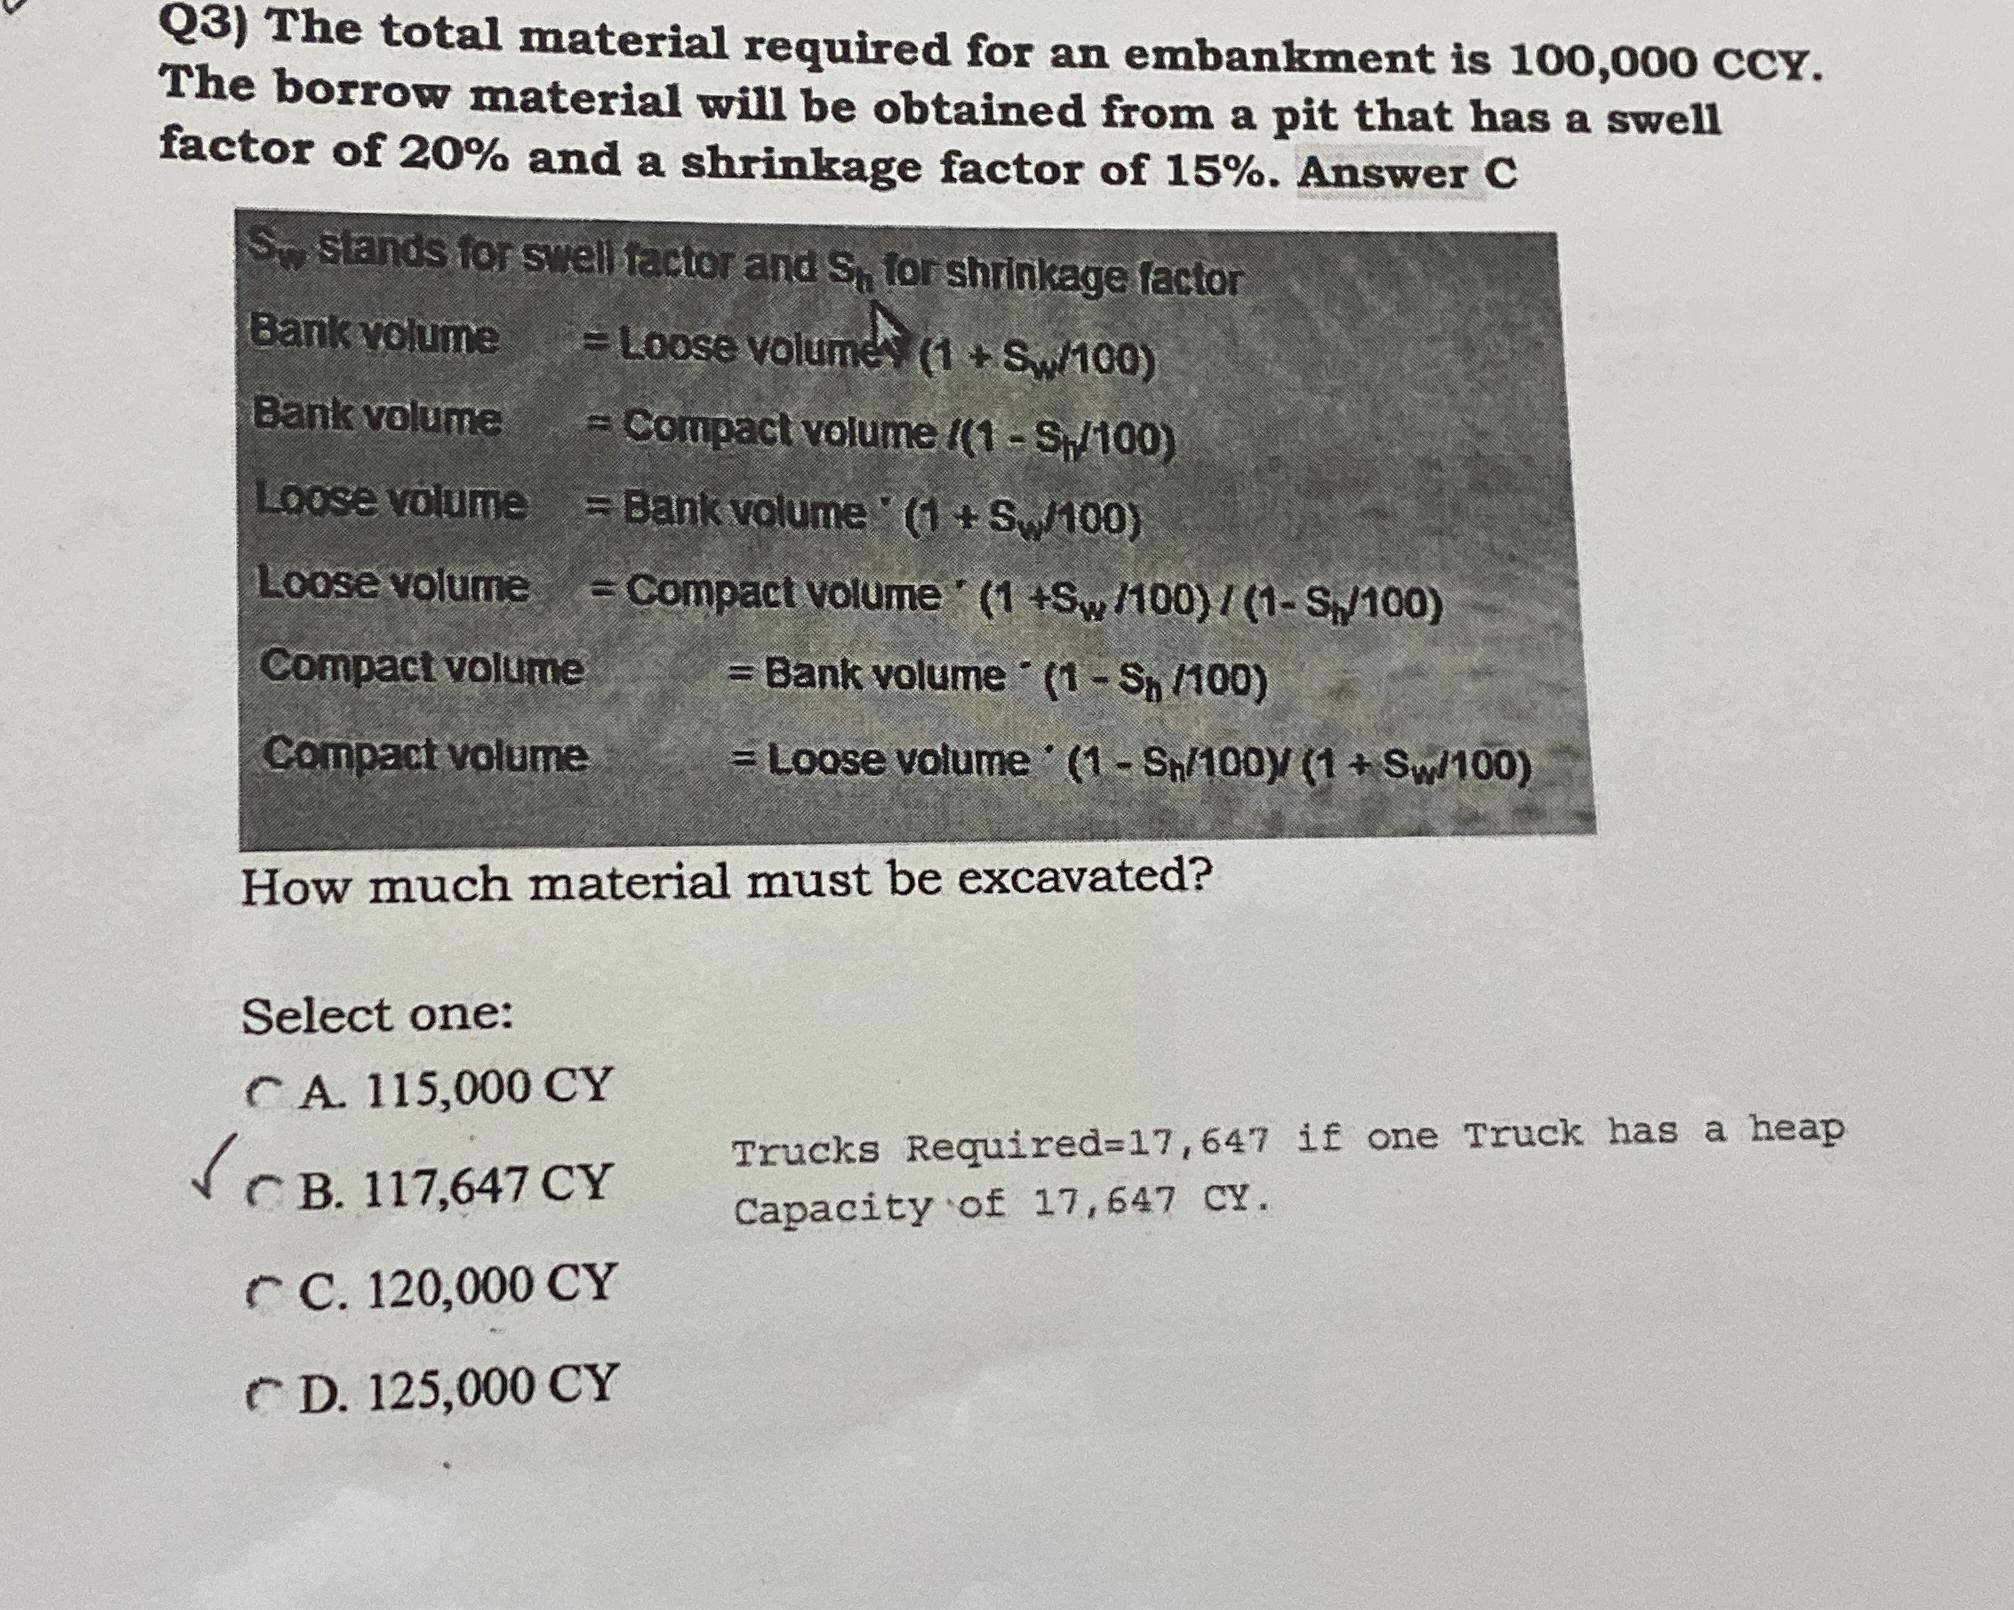 Q3) The total material required for an embankment is 100,000 CCY.
The borrow material will be obtained from a pit that has a swell
factor of 20% and a shrinkage factor of 15%. Answer C
Sw stands for swell factor and Sh for shrinkage factor
Bank volume = Loose volume/ (1 + Sw/100)
Bank volume = Compact volume /(1 - Sh/100)
Loose volume = Bank volume * (1 + Sw/100)
Loose volume = Compact volume * (1 +Sw /100) / (1- Sh/100)
Compact volume = Bank volume * (1 - Sh /100)
Compact volume = Loose volume * (1 - Sh/100)/ (1 + Sw/100)
How much material must be excavated?
Select one:
A. 115,000 CY
B. 117,647 CY
C. 120,000 CY
D. 125,000 CY
Trucks Required=17,647 if one Truck has a heap
Capacity of 17,647 CY.